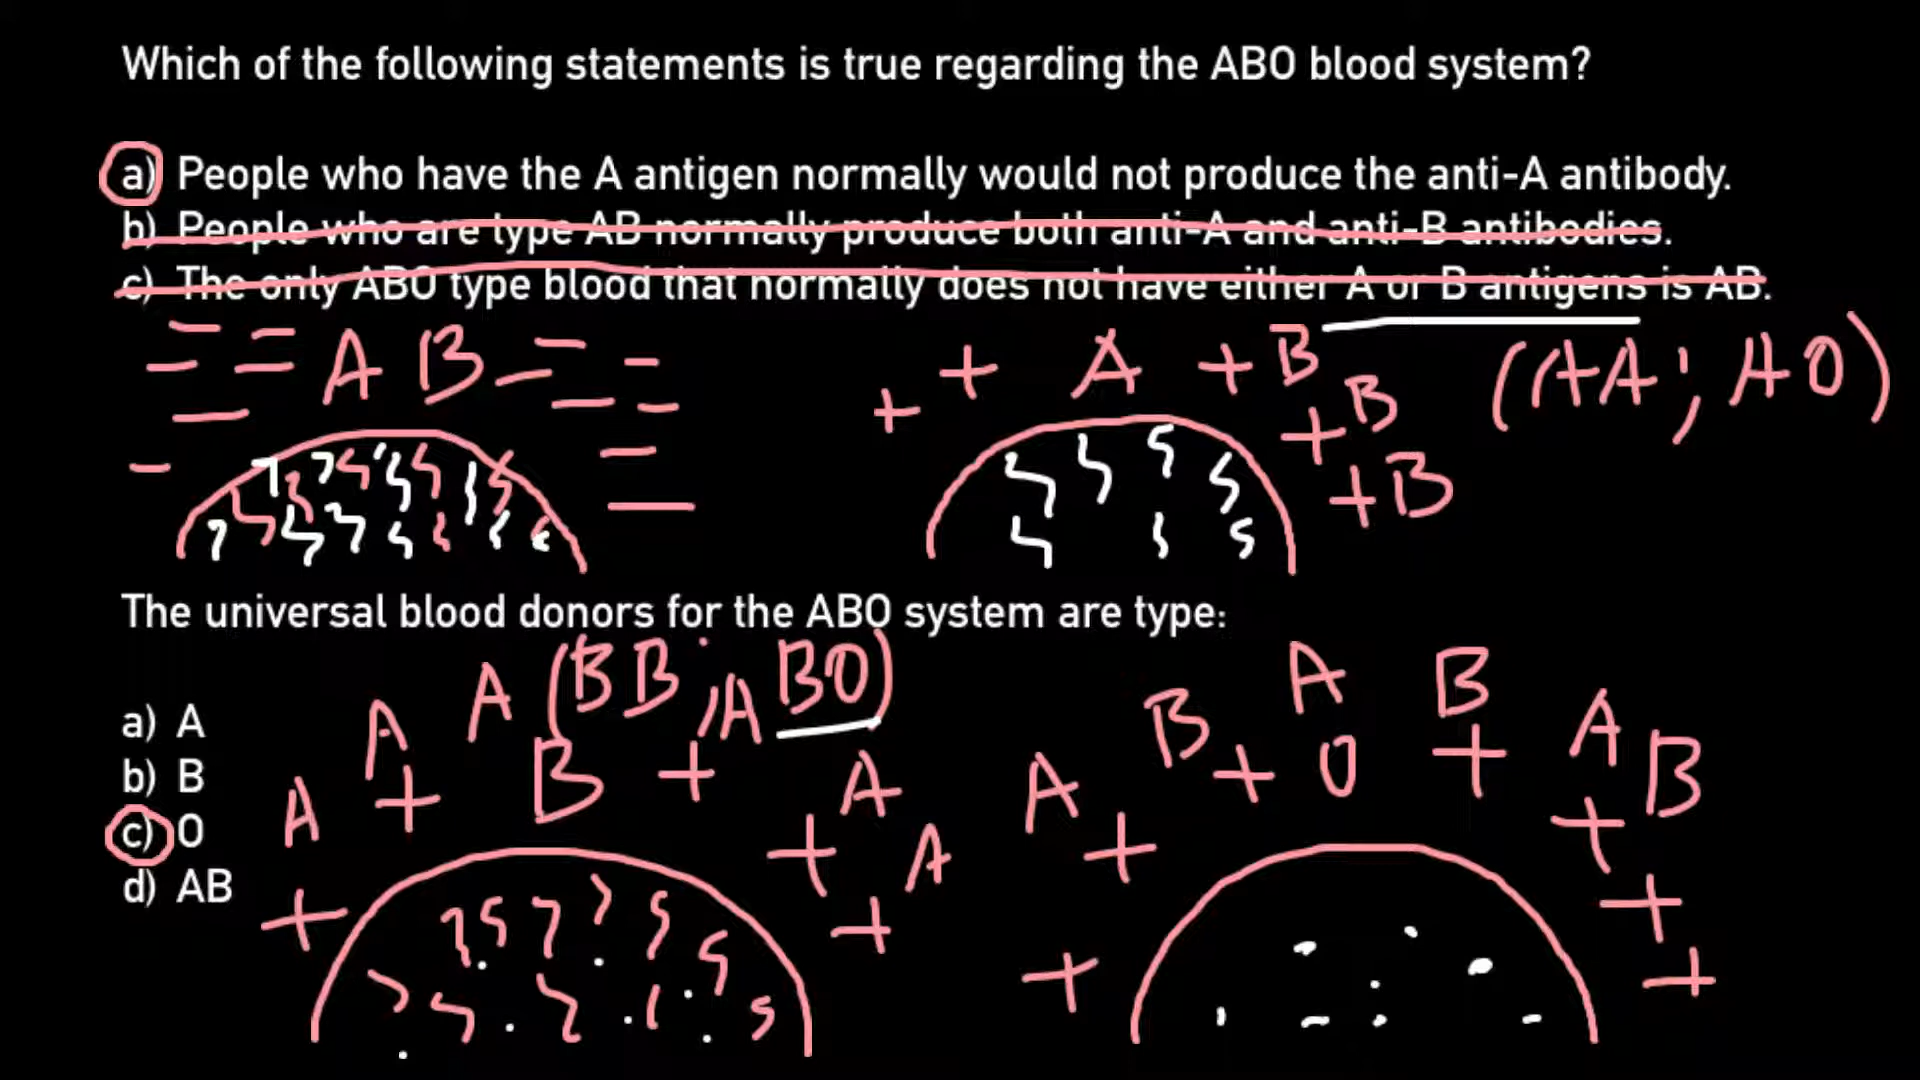 Which of the following statements is true regarding the ABO blood system?
a) People who have the A antigen normally would not produce the anti-A antibody.
b) People who are type AB normally produce both anti-A and anti-B antibodies.
c) The only ABO type blood that normally does not have either A or B antigens is AB.
A B
+ + A + B (AA; AO)
+ B
+ B
The universal blood donors for the ABO system are type:
a) A
b) B
c) O
d) AB
A A A (BB; A BO)
A + B + A
+ + A
+
B A B A
A + O + B
+ +
+ + +